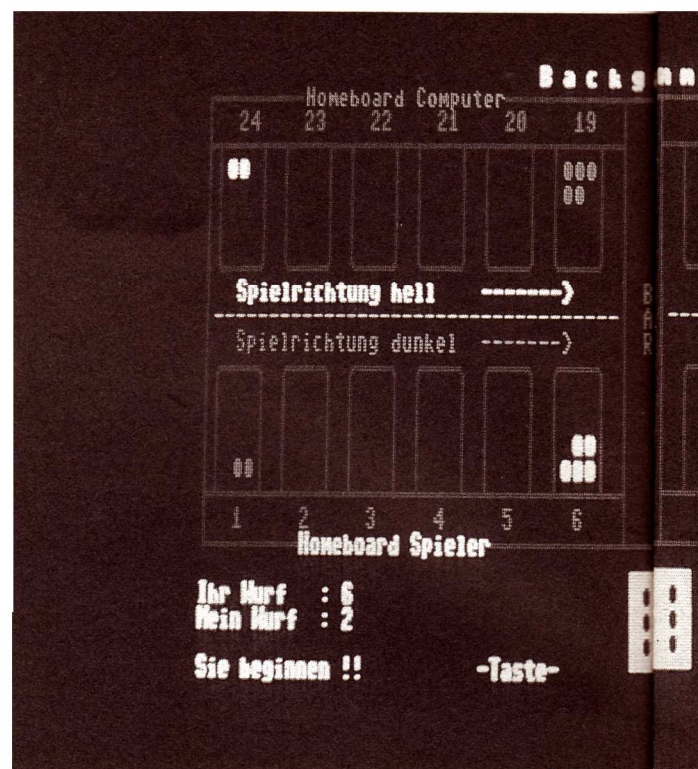 B a c k g
Homeboard Computer
24 23 22 21 20 19
Spielrichtung hell ------->
BAR
Spielrichtung dunkel ------->
1 2 3 4 5 6
Homeboard Spieler
Ihr Wurf : 6
Mein Wurf : 2
Sie beginnen !! -Taste-